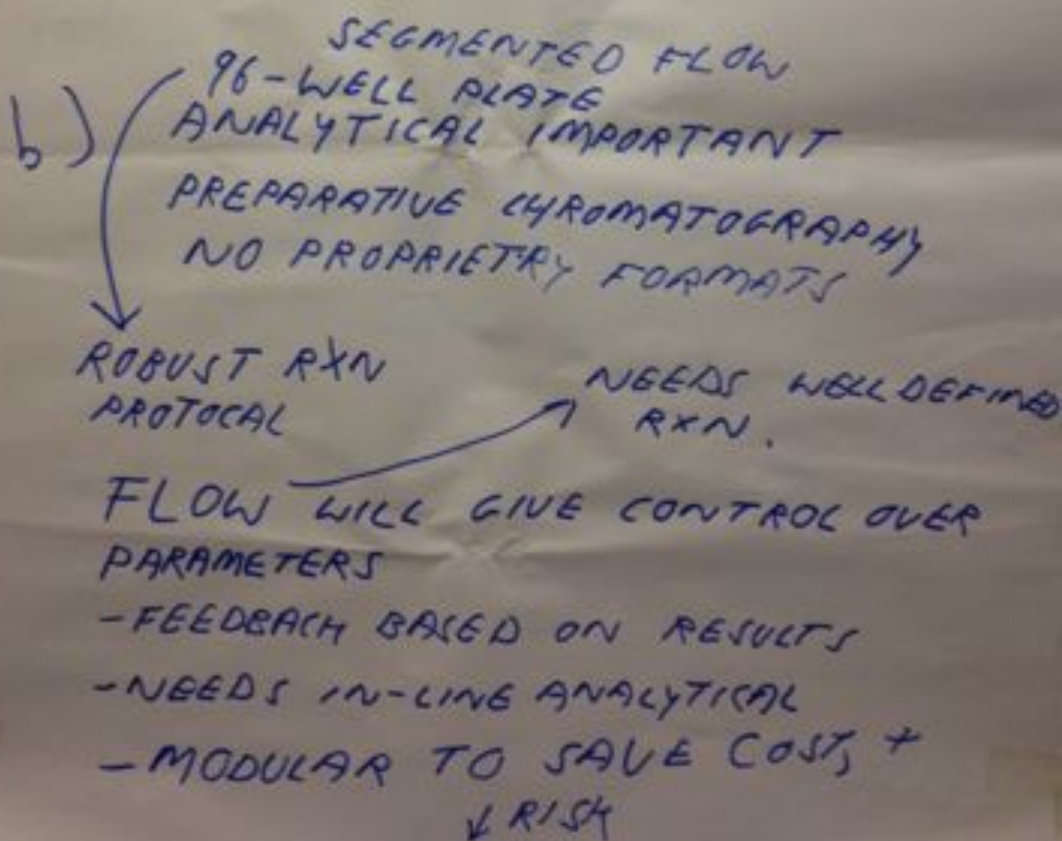 SEGMENTED FLOW
b) 96-WELL PLATE
ANALYTICAL IMPORTANT
PREPARATIVE CHROMATOGRAPHY
NO PROPRIETRY FORMATS
ROBUST RXN
PROTOCAL
NEEDS WELL DEFINED
RXN.
FLOW WILL GIVE CONTROL OVER
PARAMETERS
-FEEDBACK BASED ON RESULTS
-NEEDS IN-LINE ANALYTICAL
-MODULAR TO SAVE COSTS +
↓ RISK